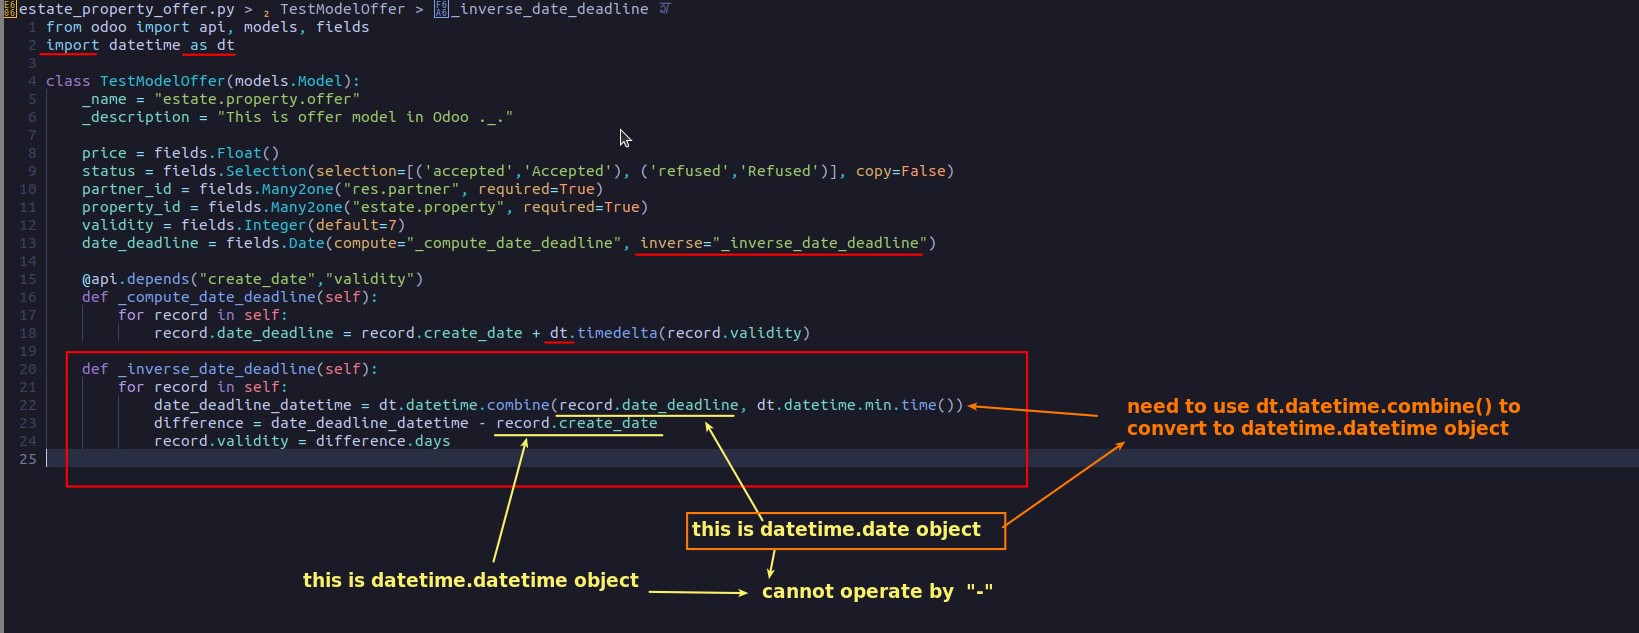 estate_property_offer.py > 2 TestModelOffer > _inverse_date_deadline
1 from odoo import api, models, fields
2 import datetime as dt
3
4 class TestModelOffer(models.Model):
5     _name = "estate.property.offer"
6     _description = "This is offer model in Odoo ._."
7
8     price = fields.Float()
9     status = fields.Selection(selection=[('accepted','Accepted'), ('refused','Refused')], copy=False)
10     partner_id = fields.Many2one("res.partner", required=True)
11     property_id = fields.Many2one("estate.property", required=True)
12     validity = fields.Integer(default=7)
13     date_deadline = fields.Date(compute="_compute_date_deadline", inverse="_inverse_date_deadline")
14
15     @api.depends("create_date","validity")
16     def _compute_date_deadline(self):
17         for record in self:
18             record.date_deadline = record.create_date + dt.timedelta(record.validity)
19
20     def _inverse_date_deadline(self):
21         for record in self:
22             date_deadline_datetime = dt.datetime.combine(record.date_deadline, dt.datetime.min.time())
23             difference = date_deadline_datetime - record.create_date
24             record.validity = difference.days
25
need to use dt.datetime.combine() to
convert to datetime.datetime object
this is datetime.date object
this is datetime.datetime object
cannot operate by "-"